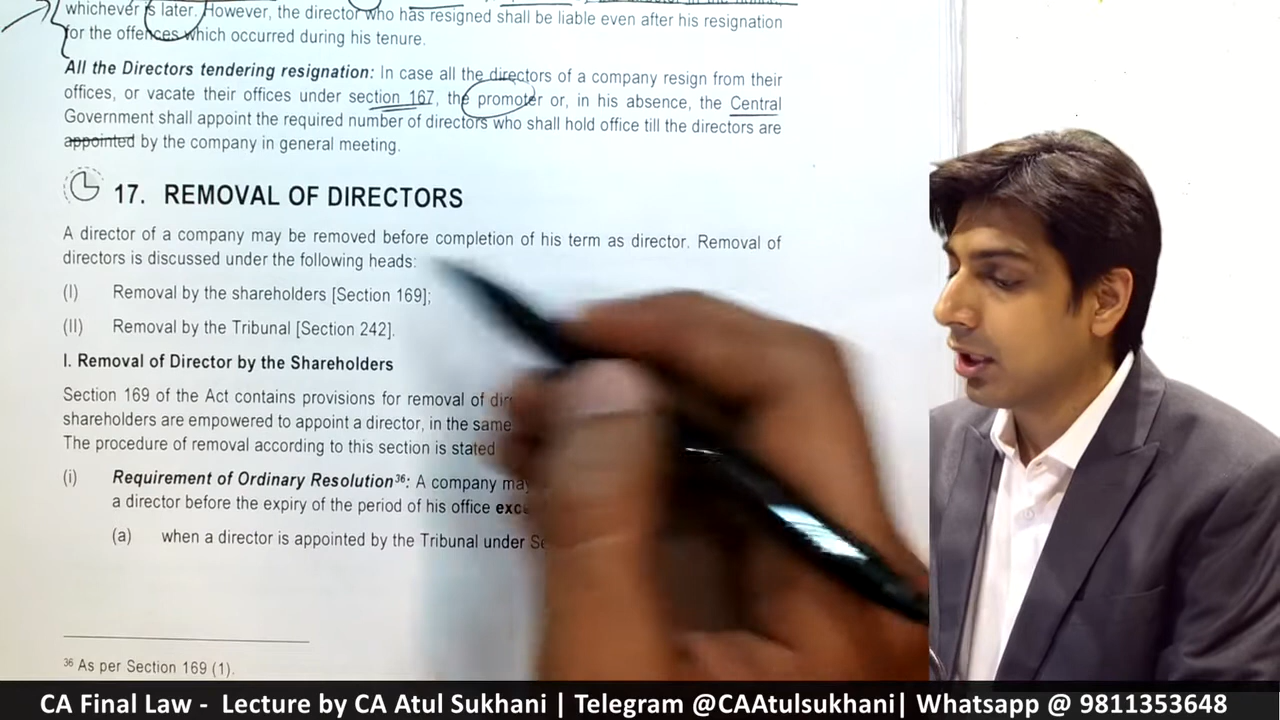 whichever is later. However, the director who has resigned shall be liable even after his resignation
for the offences which occurred during his tenure.
All the Directors tendering resignation: In case all the directors of a company resign from their
offices, or vacate their offices under section 167, the promoter or, in his absence, the Central
Government shall appoint the required number of directors who shall hold office till the directors are
appointed by the company in general meeting.
17. REMOVAL OF DIRECTORS
A director of a company may be removed before completion of his term as director. Removal of
directors is discussed under the following heads:
(I) Removal by the shareholders [Section 169];
(II) Removal by the Tribunal [Section 242].
I. Removal of Director by the Shareholders
Section 169 of the Act contains provisions for removal of
shareholders are empowered to appoint a director, in the same
The procedure of removal according to this section is stated
(i) Requirement of Ordinary Resolution³⁶: A company may
a director before the expiry of the period of his office
(a) when a director is appointed by the Tribunal under
³⁶ As per Section 169 (1).
CA Final Law - Lecture by CA Atul Sukhani | Telegram @CAAtulsukhani| Whatsapp @ 9811353648